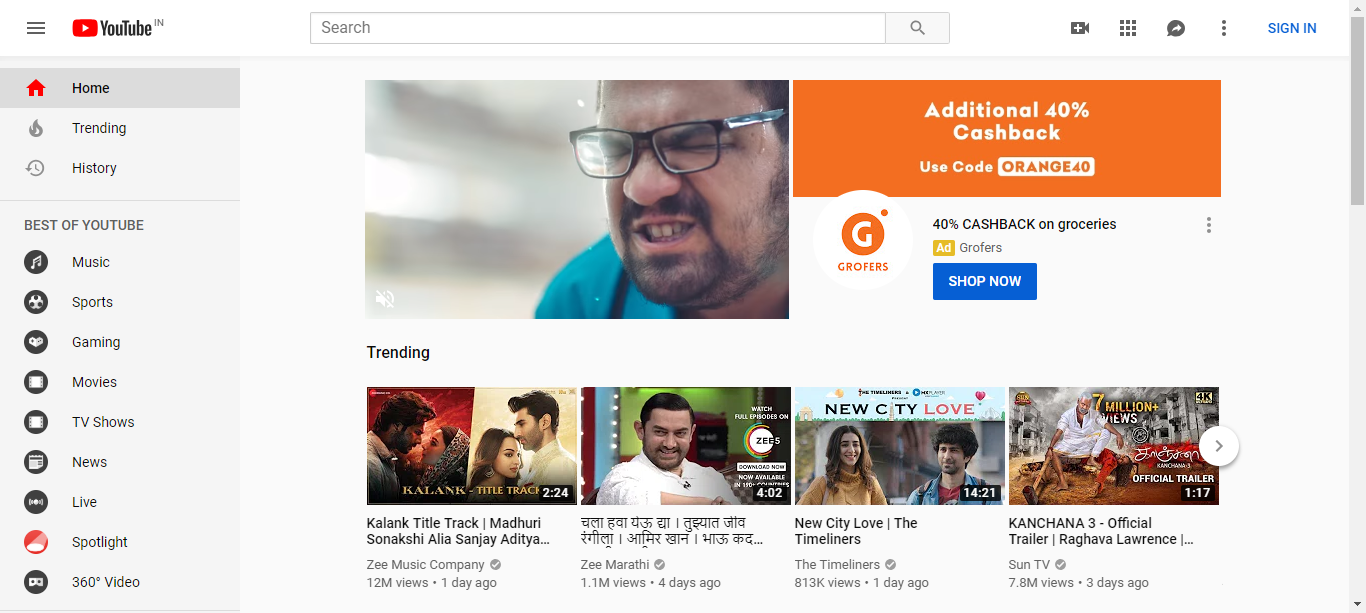 YouTube IN
Search
SIGN IN
Home
Trending
History
BEST OF YOUTUBE
Music
Sports
Gaming
Movies
TV Shows
News
Live
Spotlight
360° Video
Additional 40%
Cashback
Use Code ORANGE40
GROFERS
40% CASHBACK on groceries
Ad Grofers
SHOP NOW
Trending
KALANK - TITLE TRACK
2:24
Kalank Title Track | Madhuri
Sonakshi Alia Sanjay Aditya...
Zee Music Company
12M views • 1 day ago
WATCH
FULL EPISODES ON
ZEE5
DOWNLOAD NOW
NOW AVAILABLE
IN 190+ COUNTRIES
4:02
चला हवा येऊ द्या । तुझ्यात जीव
रंगीला । आमिर खान । भाऊ कद...
Zee Marathi
1.1M views • 4 days ago
THE TIMELINERS & MX PLAYER
PRESENT
NEW CITY LOVE
14:21
New City Love | The
Timeliners
The Timeliners
813K views • 1 day ago
SUN
7 MILLION+
VIEWS
4K
காஞ்சனா
KANCHANA-3
OFFICIAL TRAILER
1:17
KANCHANA 3 - Official
Trailer | Raghava Lawrence |...
Sun TV
7.8M views • 3 days ago